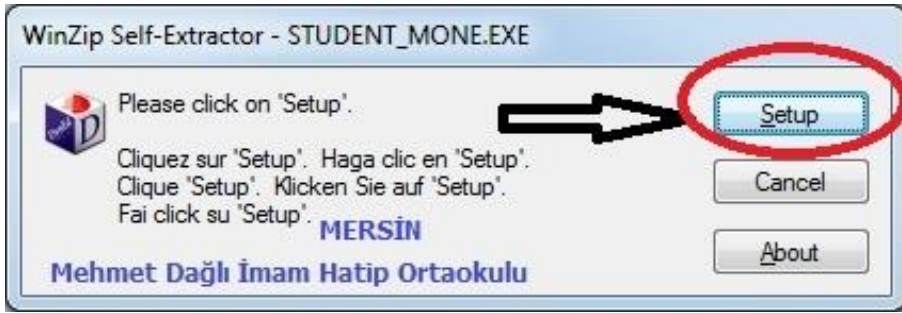 WinZip Self-Extractor - STUDENT_MONE.EXE
Please click on 'Setup'.
Cliquez sur 'Setup'. Haga clic en 'Setup'.
Clique 'Setup'. Klicken Sie auf 'Setup'.
Fai click su 'Setup'.
MERSİN
Mehmet Dağlı İmam Hatip Ortaokulu
Setup
Cancel
About